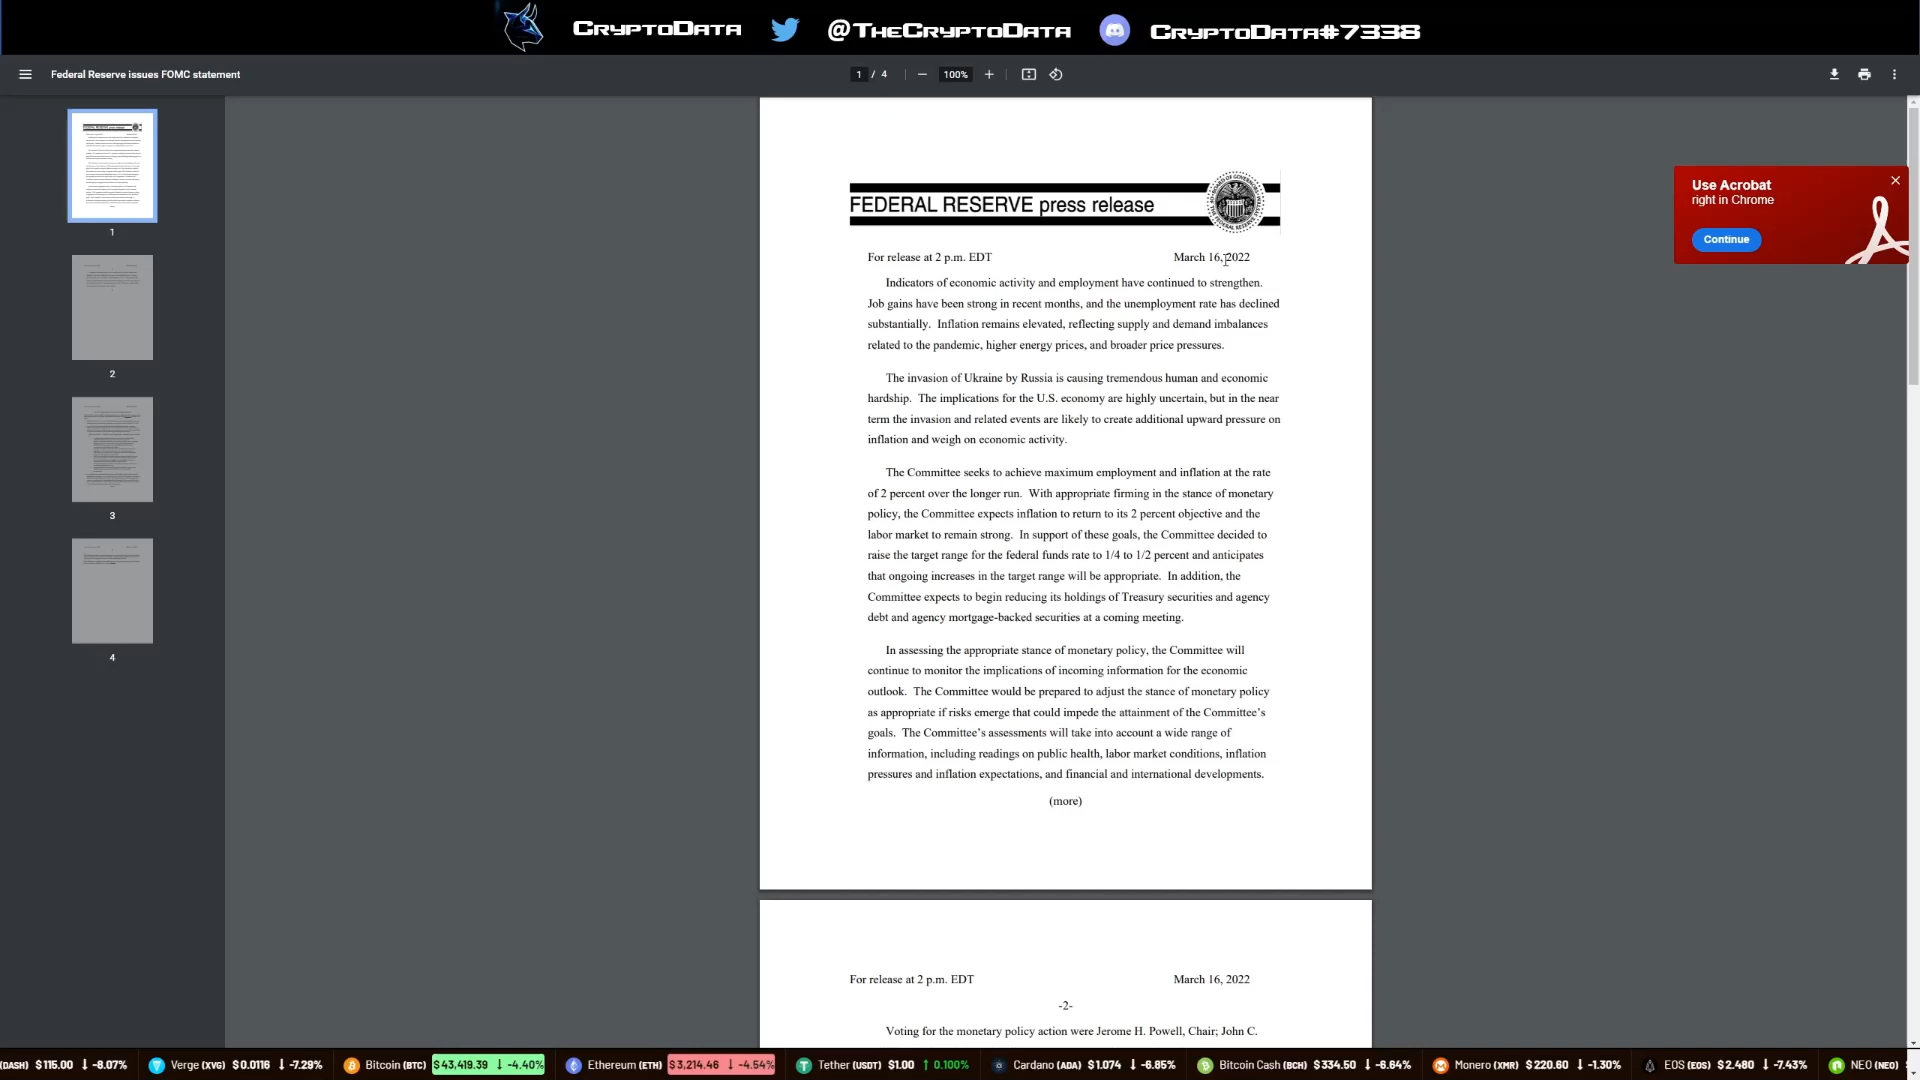 CryptoData @TheCryptoData CryptoData#7338
Federal Reserve issues FOMC statement 1 / 4 100%
1
2
3
4
Use Acrobat
right in Chrome
Continue
FEDERAL RESERVE press release
For release at 2 p.m. EDT March 16, 2022
Indicators of economic activity and employment have continued to strengthen.
Job gains have been strong in recent months, and the unemployment rate has declined
substantially. Inflation remains elevated, reflecting supply and demand imbalances
related to the pandemic, higher energy prices, and broader price pressures.
The invasion of Ukraine by Russia is causing tremendous human and economic
hardship. The implications for the U.S. economy are highly uncertain, but in the near
term the invasion and related events are likely to create additional upward pressure on
inflation and weigh on economic activity.
The Committee seeks to achieve maximum employment and inflation at the rate
of 2 percent over the longer run. With appropriate firming in the stance of monetary
policy, the Committee expects inflation to return to its 2 percent objective and the
labor market to remain strong. In support of these goals, the Committee decided to
raise the target range for the federal funds rate to 1/4 to 1/2 percent and anticipates
that ongoing increases in the target range will be appropriate. In addition, the
Committee expects to begin reducing its holdings of Treasury securities and agency
debt and agency mortgage-backed securities at a coming meeting.
In assessing the appropriate stance of monetary policy, the Committee will
continue to monitor the implications of incoming information for the economic
outlook. The Committee would be prepared to adjust the stance of monetary policy
as appropriate if risks emerge that could impede the attainment of the Committee's
goals. The Committee's assessments will take into account a wide range of
information, including readings on public health, labor market conditions, inflation
pressures and inflation expectations, and financial and international developments.
(more)
For release at 2 p.m. EDT March 16, 2022
-2-
Voting for the monetary policy action were Jerome H. Powell, Chair; John C.
(DASH) $115.00 ↓ -8.07% Verge (XVG) $0.0116 ↓ -7.29% Bitcoin (BTC) $43,419.39 ↓ -4.40% Ethereum (ETH) $3,214.46 ↓ -4.54% Tether (USDT) $1.00 ↑ 0.100% Cardano (ADA) $1.074 ↓ -6.85% Bitcoin Cash (BCH) $334.50 ↓ -6.64% Monero (XMR) $220.60 ↓ -1.30% EOS (EOS) $2.480 ↓ -7.43% NEO (NEO)